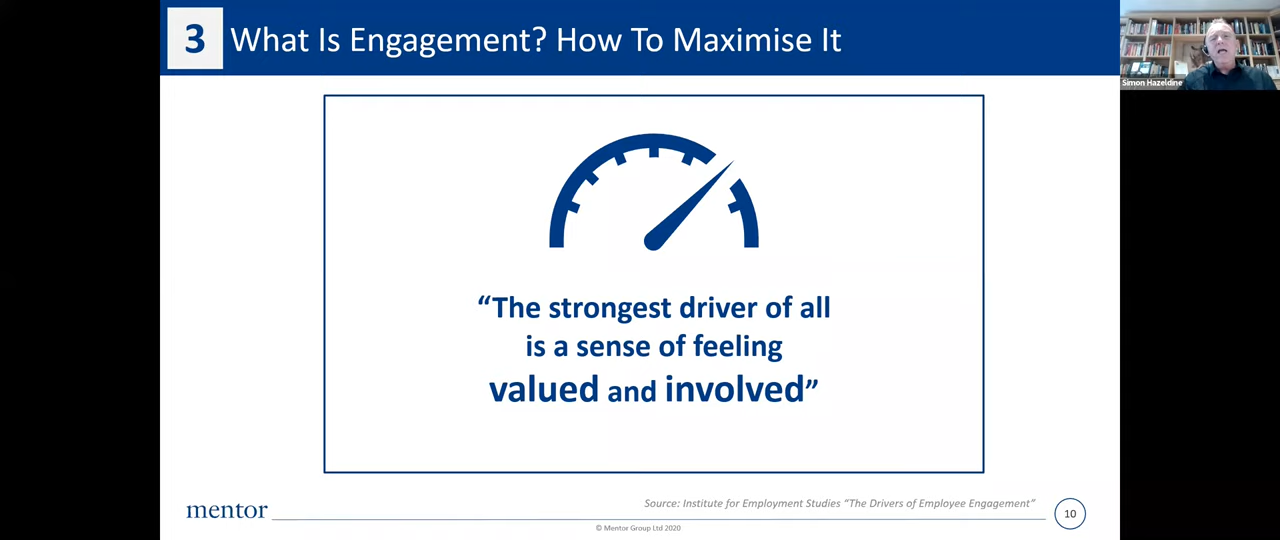 3 What Is Engagement? How To Maximise It
Simon Hazeldine
“The strongest driver of all
is a sense of feeling
valued and involved”
Source: Institute for Employment Studies “The Drivers of Employee Engagement”
mentor
10
© Mentor Group Ltd 2020